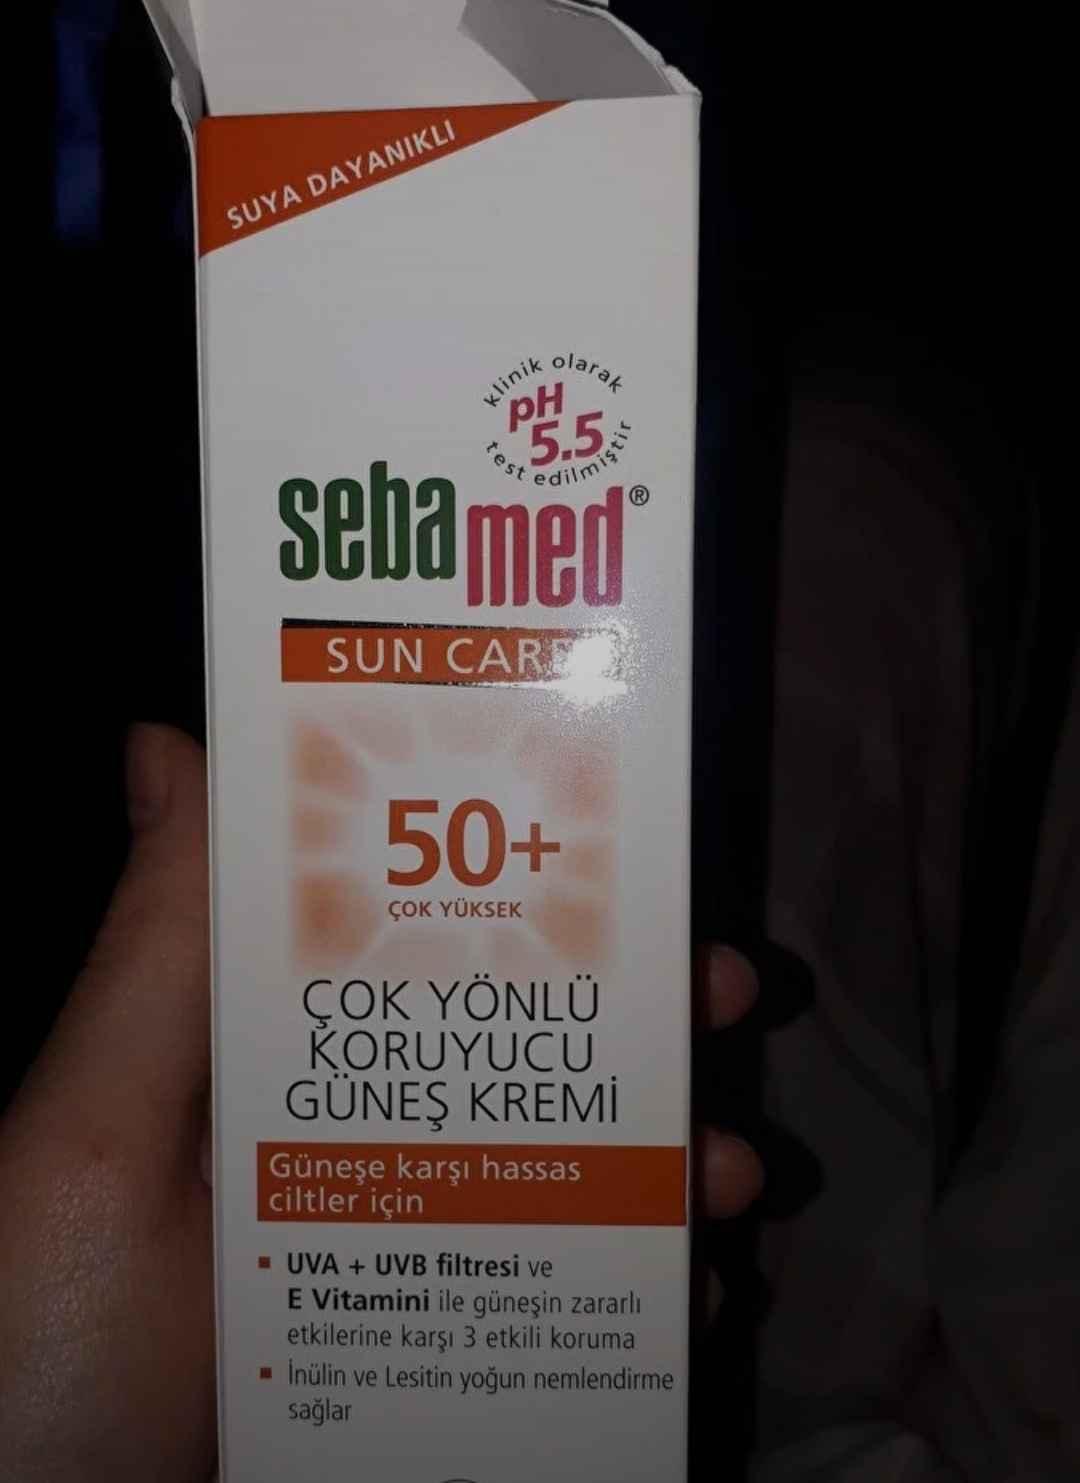 SUYA DAYANIKLI
klinik olarak
pH
5.5
test edilmiştir
sebamed®
SUN CARE
50+
ÇOK YÜKSEK
ÇOK YÖNLÜ
KORUYUCU
GÜNEŞ KREMİ
Güneşe karşı hassas
ciltler için
▪ UVA + UVB filtresi ve
E Vitamini ile güneşin zararlı
etkilerine karşı 3 etkili koruma
▪ İnülin ve Lesitin yoğun nemlendirme
sağlar